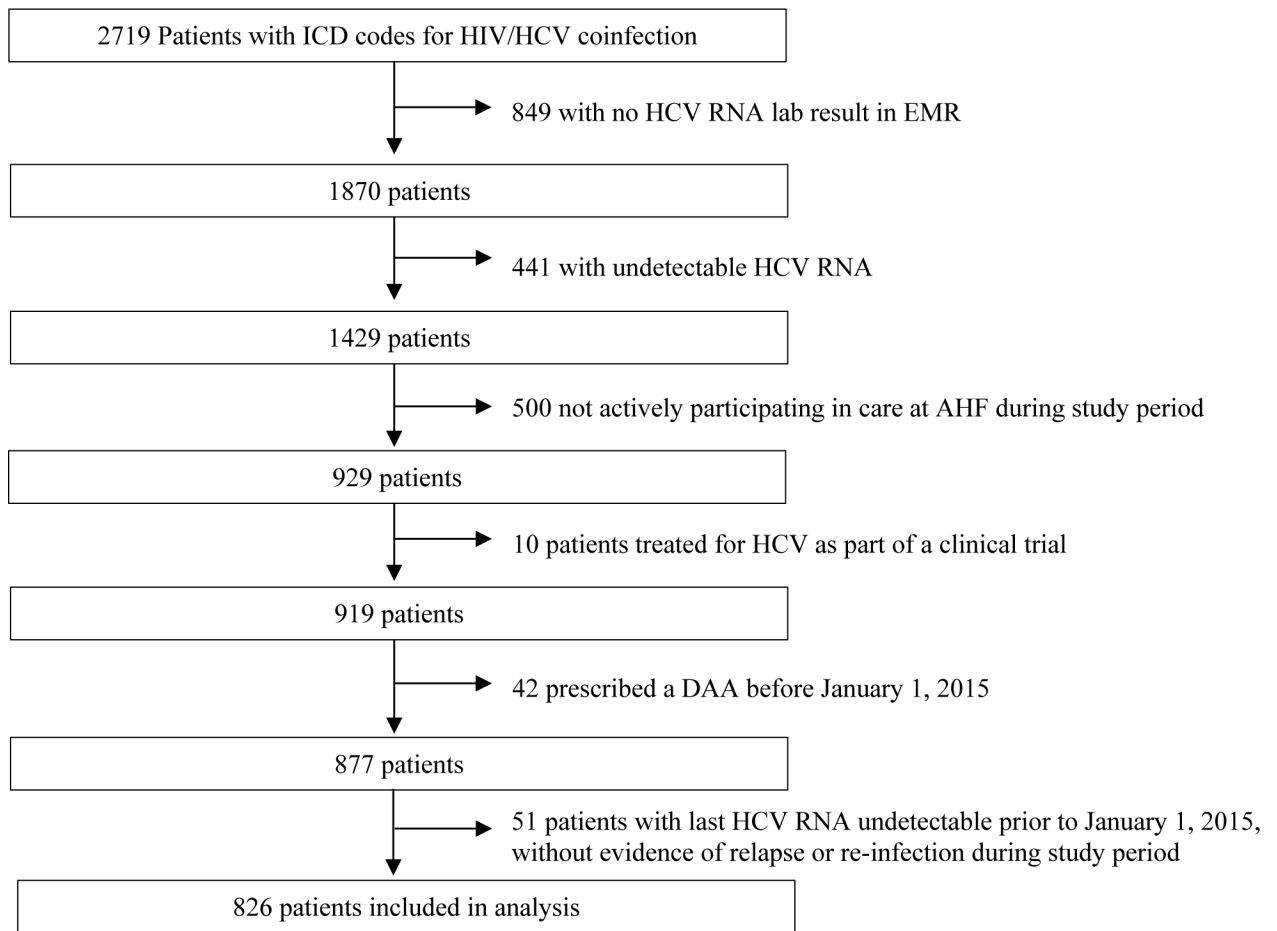 2719 Patients with ICD codes for HIV/HCV coinfection
849 with no HCV RNA lab result in EMR
1870 patients
441 with undetectable HCV RNA
1429 patients
500 not actively participating in care at AHF during study period
929 patients
10 patients treated for HCV as part of a clinical trial
919 patients
42 prescribed a DAA before January 1, 2015
877 patients
51 patients with last HCV RNA undetectable prior to January 1, 2015,
without evidence of relapse or re-infection during study period
826 patients included in analysis